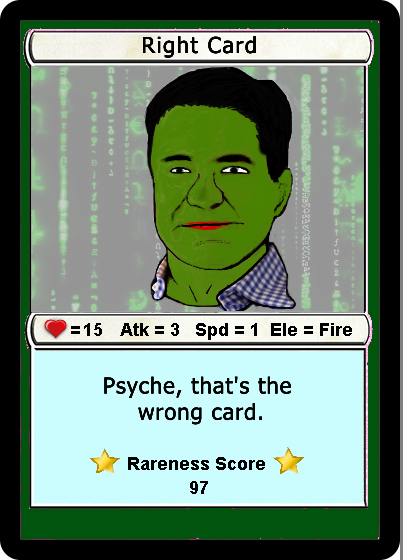 Right Card
=15 Atk = 3 Spd = 1 Ele = Fire
Psyche, that's the
wrong card.
Rareness Score
97